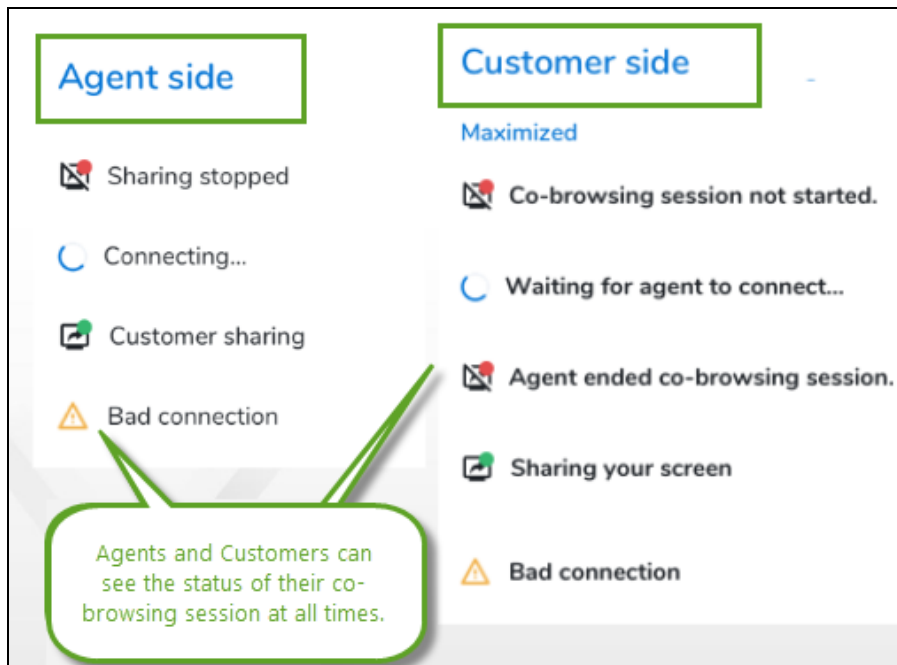 Agent side
Sharing stopped
Connecting...
Customer sharing
Bad connection
Agents and Customers can
see the status of their co-
browsing session at all times.
Customer side
Maximized
Co-browsing session not started.
Waiting for agent to connect...
Agent ended co-browsing session.
Sharing your screen
Bad connection